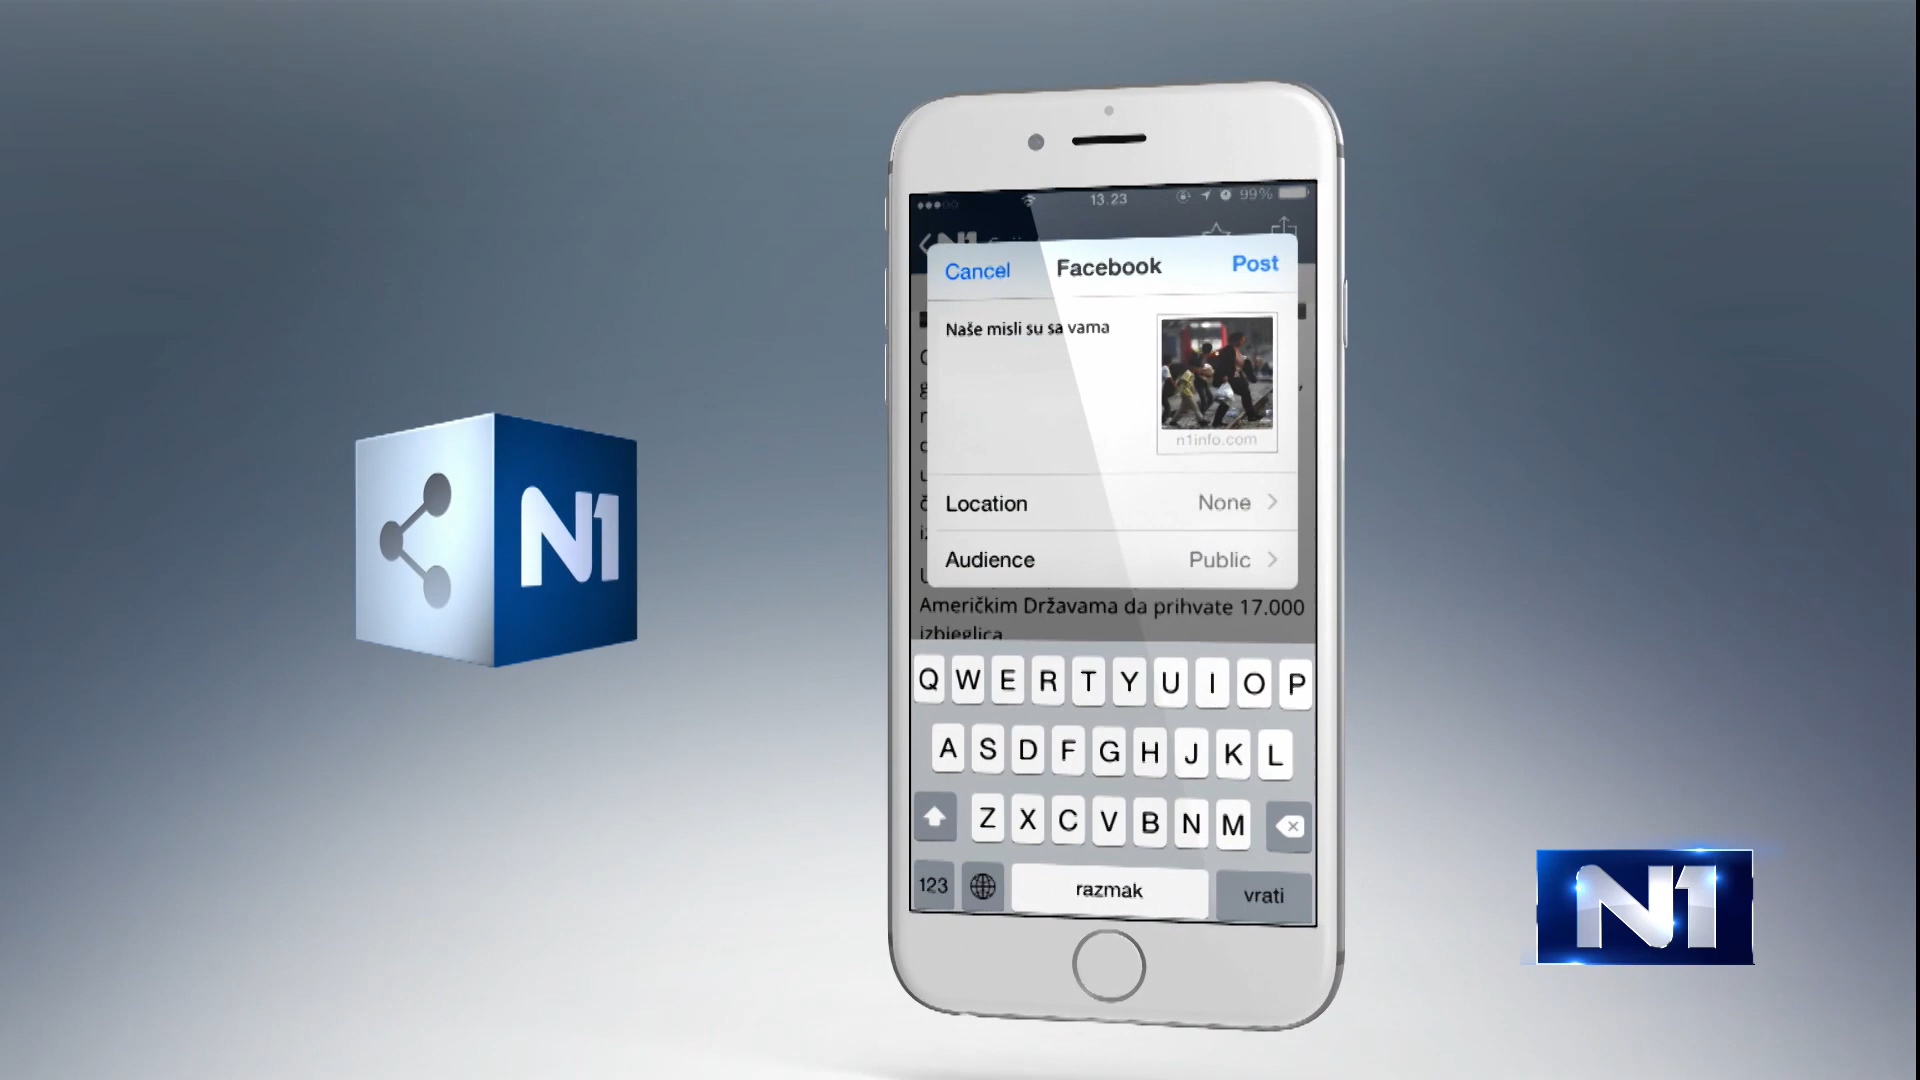 13.23
99%
N1
Cancel
Facebook
Post
Naše misli su sa vama
n1info.com
Location
None
Audience
Public
Američkim Državama da prihvate 17.000
izbjeglica
Q W E R T Y U I O P
A S D F G H J K L
Z X C V B N M
123
razmak
vrati
N1
N1